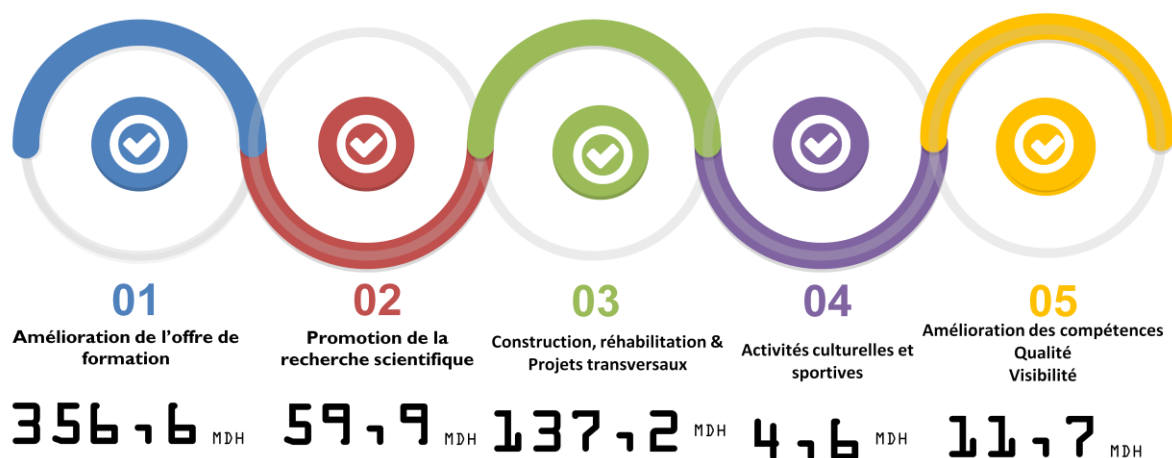 01
Amélioration de l’offre de
formation
356,6 MDH
02
Promotion de la
recherche scientifique
59,9 MDH
03
Construction, réhabilitation &
Projets transversaux
137,2 MDH
04
Activités culturelles et
sportives
4,6 MDH
05
Amélioration des compétences
Qualité
Visibilité
11,7 MDH